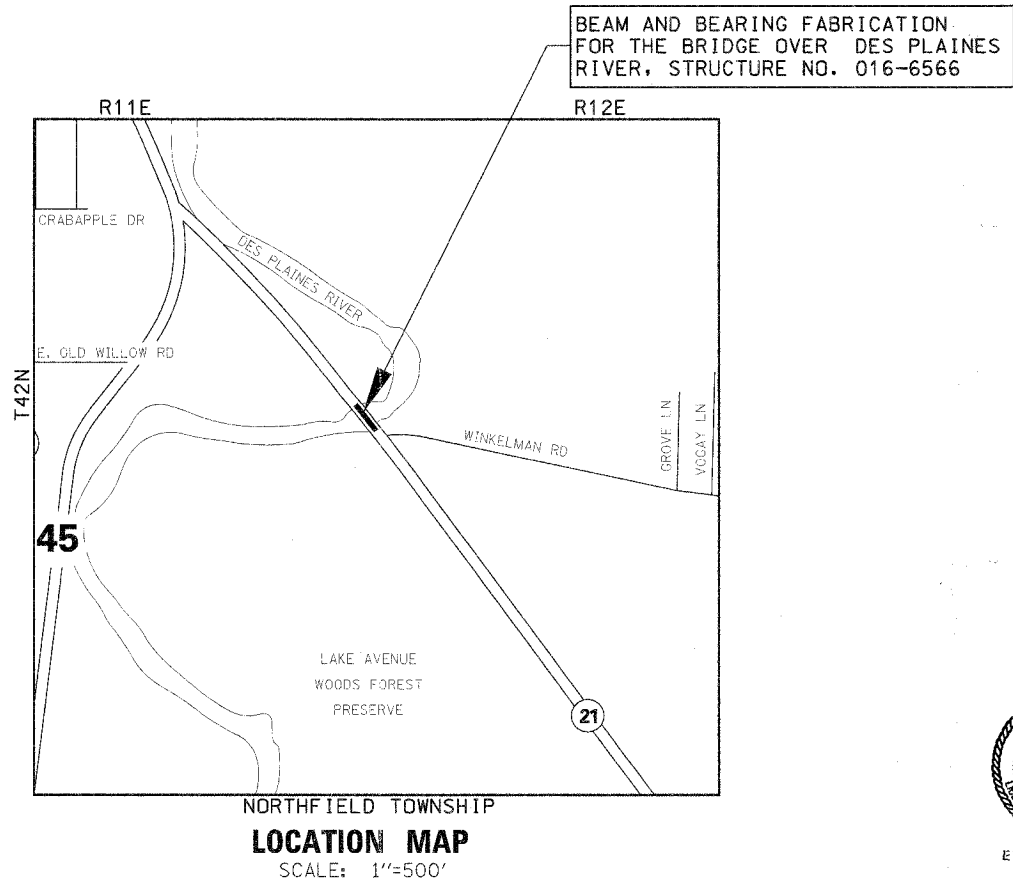 BEAM AND BEARING FABRICATION
FOR THE BRIDGE OVER DES PLAINES
RIVER, STRUCTURE NO. 016-6566
R11E
R12E
CRABAPPLE DR
DES PLAINES RIVER
E. OLD WILLOW RD
T42N
WINKELMAN RD
GROVE LN
VOGAY LN
45
LAKE AVENUE
WOODS FOREST
PRESERVE
21
NORTHFIELD TOWNSHIP
LOCATION MAP
SCALE: 1"=500'